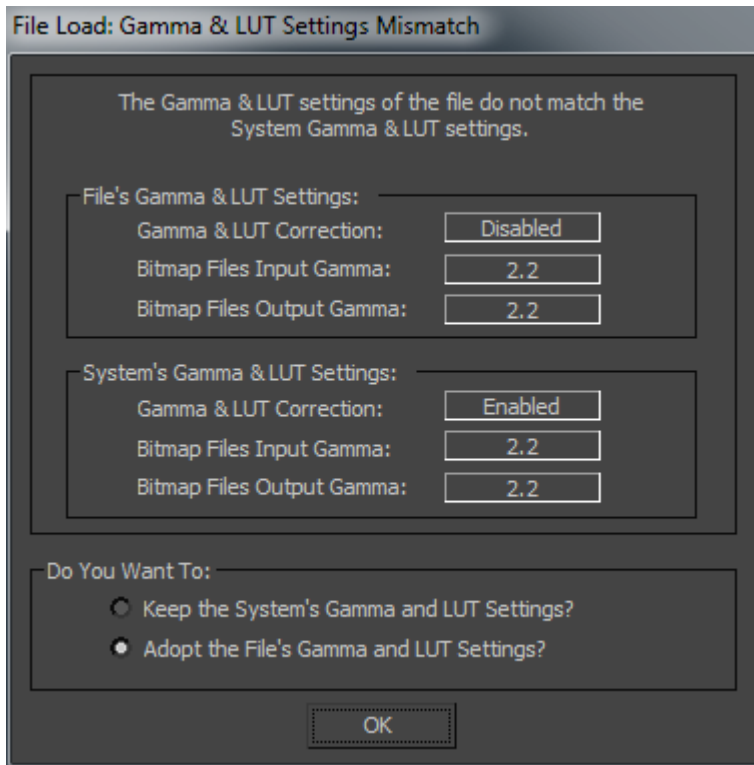 File Load: Gamma & LUT Settings Mismatch
The Gamma & LUT settings of the file do not match the
System Gamma & LUT settings.
File's Gamma & LUT Settings:
Gamma & LUT Correction: Disabled
Bitmap Files Input Gamma: 2.2
Bitmap Files Output Gamma: 2.2
System's Gamma & LUT Settings:
Gamma & LUT Correction: Enabled
Bitmap Files Input Gamma: 2.2
Bitmap Files Output Gamma: 2.2
Do You Want To:
Keep the System's Gamma and LUT Settings?
Adopt the File's Gamma and LUT Settings?
OK